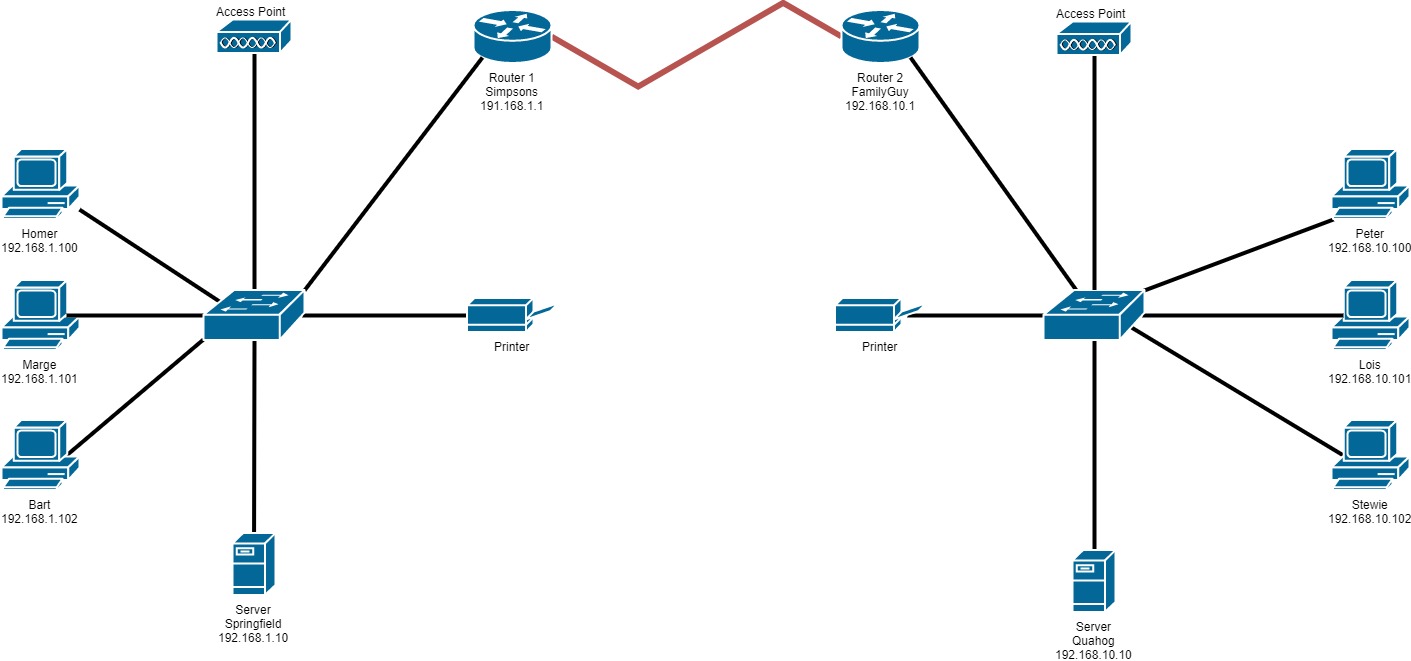 Access Point
Router 1
Simpsons
191.168.1.1
Router 2
FamilyGuy
192.168.10.1
Access Point
Homer
192.168.1.100
Marge
192.168.1.101
Bart
192.168.1.102
Printer
Server
Springfield
192.168.1.10
Printer
Peter
192.168.10.100
Lois
192.168.10.101
Stewie
192.168.10.102
Server
Quahog
192.168.10.10